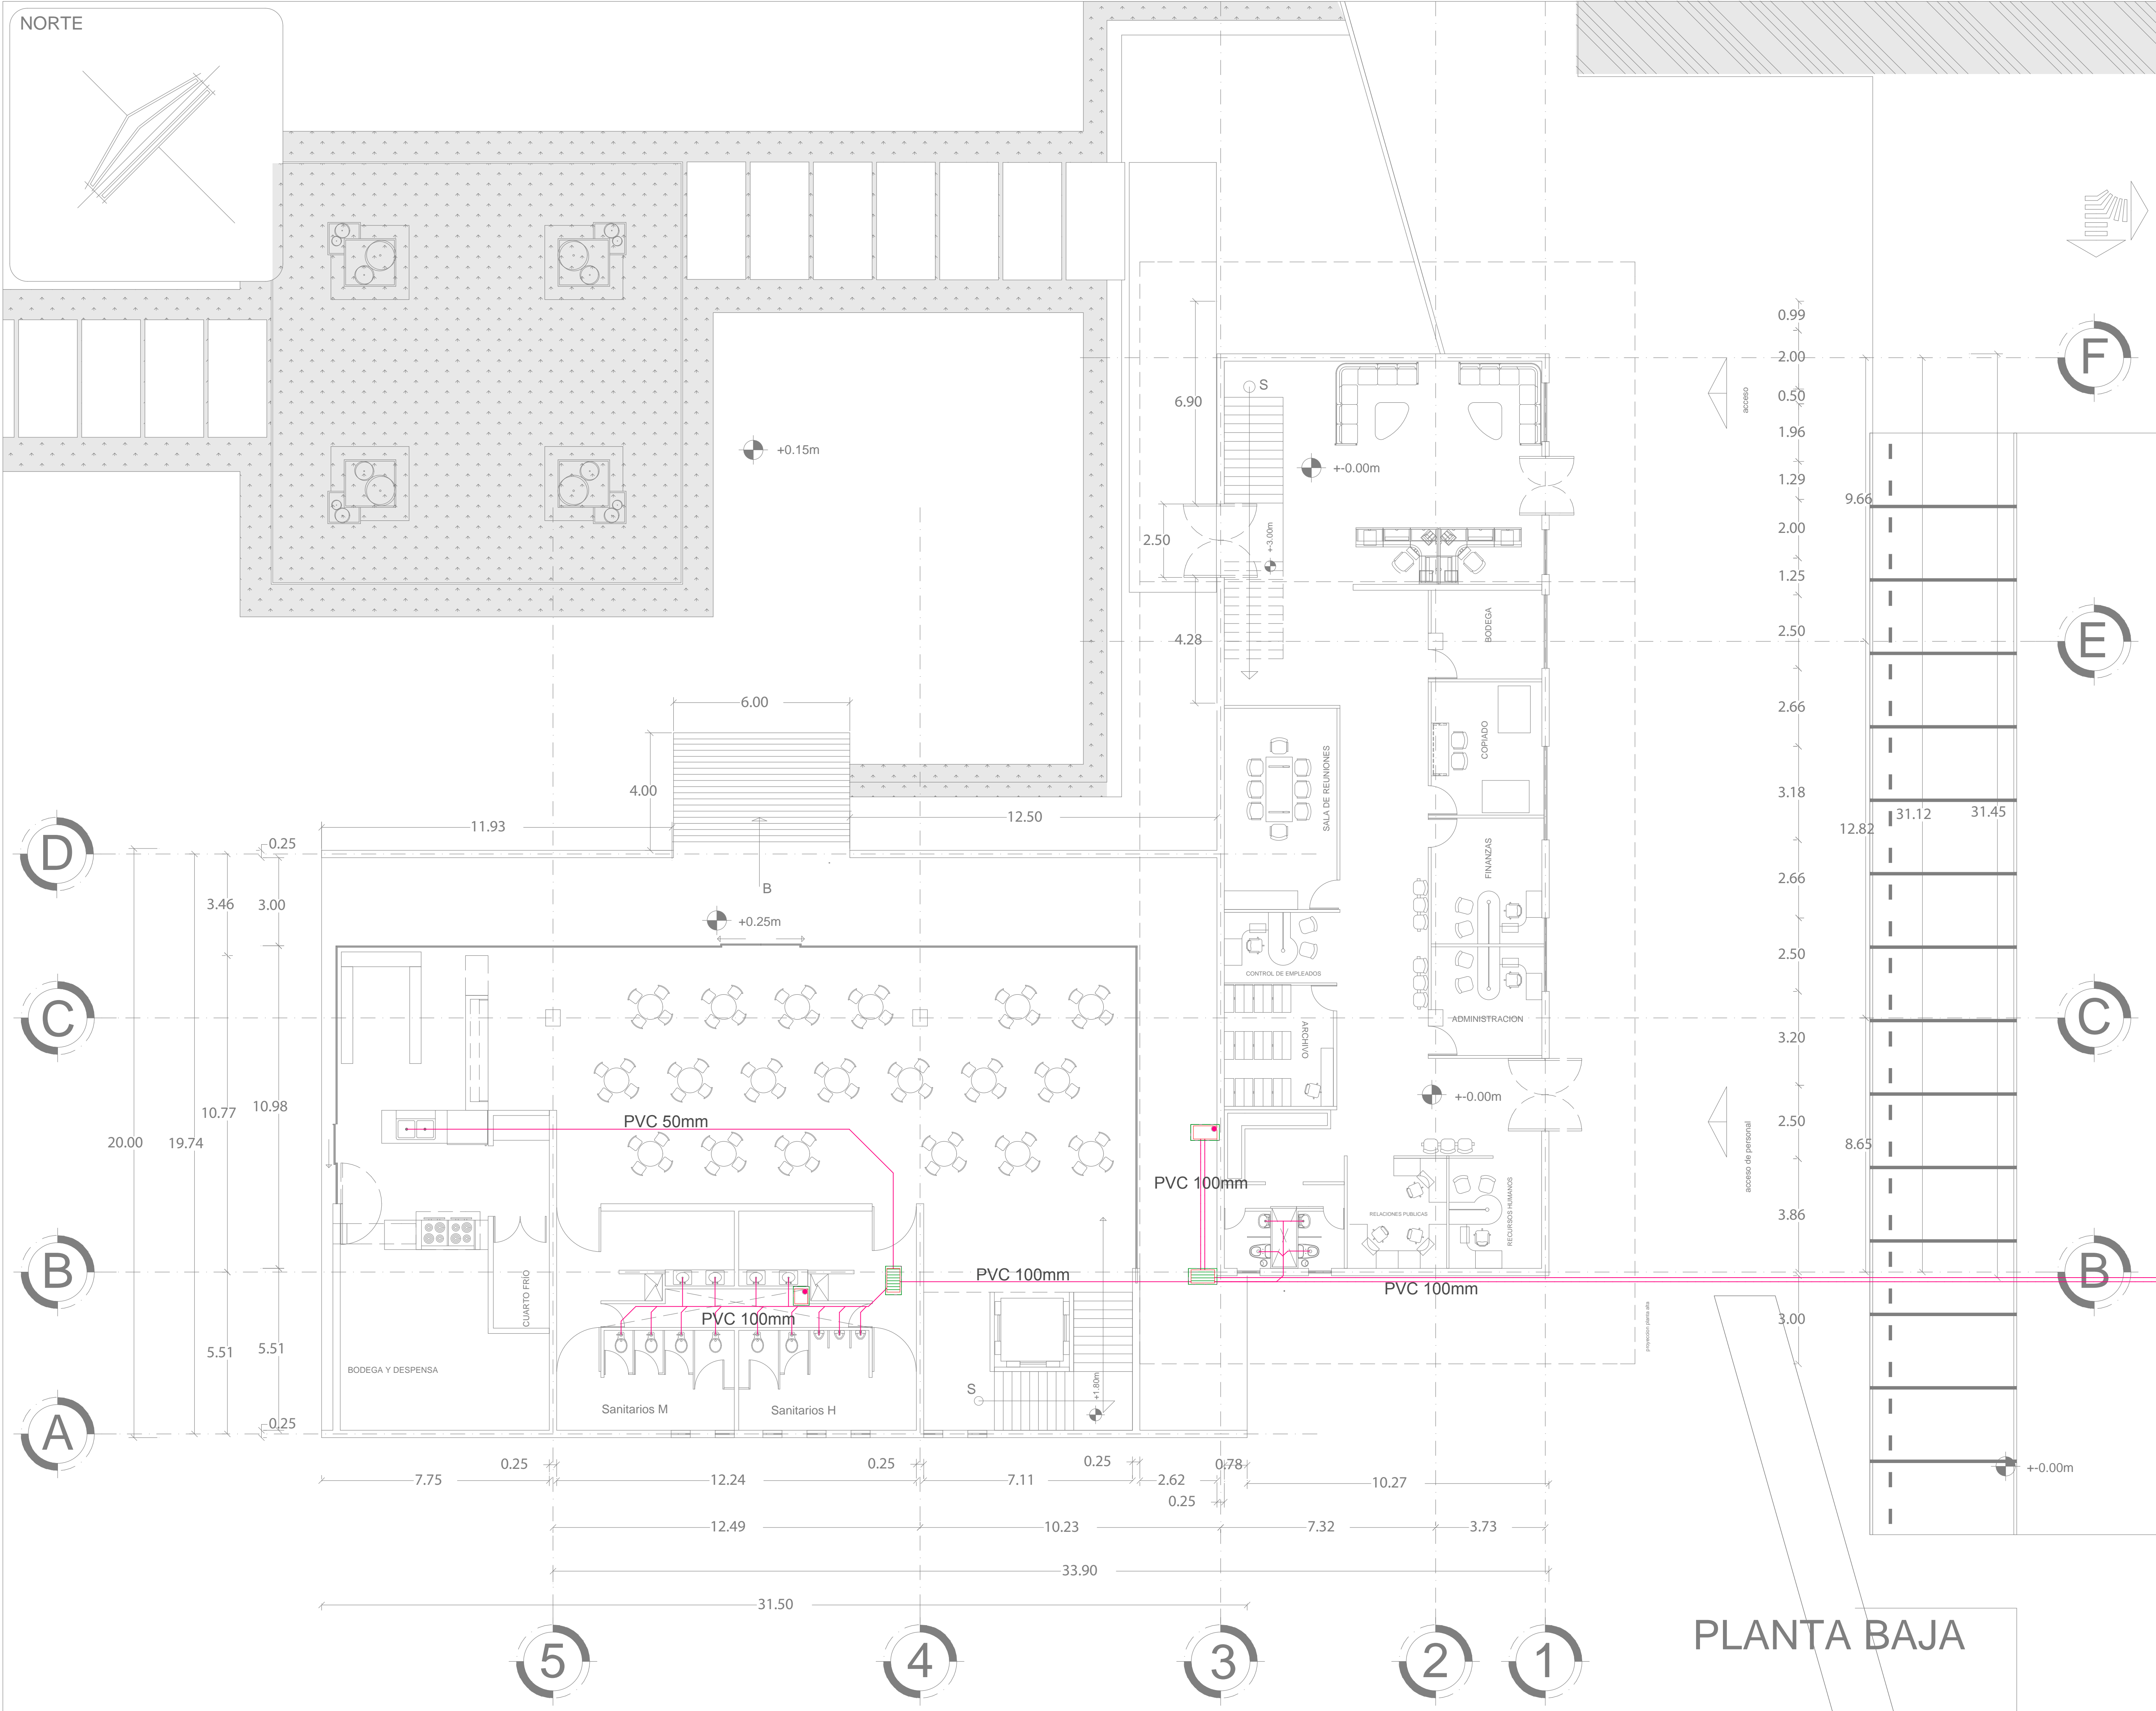 NORTE
F
E
D
C
C
B
B
A
5
4
3
2
1
acceso
acceso de personal
proyeccion planta alta
+0.15m
+-0.00m
+-3.00m
S
BODEGA
COPIADO
SALA DE REUNIONES
FINANZAS
CONTROL DE EMPLEADOS
ARCHIVO
ADMINISTRACION
+-0.00m
RELACIONES PUBLICAS
RECURSOS HUMANOS
B
+0.25m
PVC 50mm
PVC 100mm
PVC 100mm
PVC 100mm
PVC 100mm
CUARTO FRÍO
BODEGA Y DESPENSA
Sanitarios M
Sanitarios H
S
+1.80m
+-0.00m
0.99
2.00
0.50
1.96
1.29
2.00
1.25
2.50
2.66
3.18
2.66
2.50
3.20
2.50
3.86
3.00
9.66
12.82
8.65
31.12
31.45
6.90
2.50
4.28
6.00
4.00
11.93
12.50
0.25
3.46
3.00
10.77
10.98
20.00
19.74
5.51
5.51
0.25
7.75
0.25
12.24
0.25
7.11
0.25
2.62
0.78
0.25
10.27
12.49
10.23
7.32
3.73
33.90
31.50
PLANTA BAJA